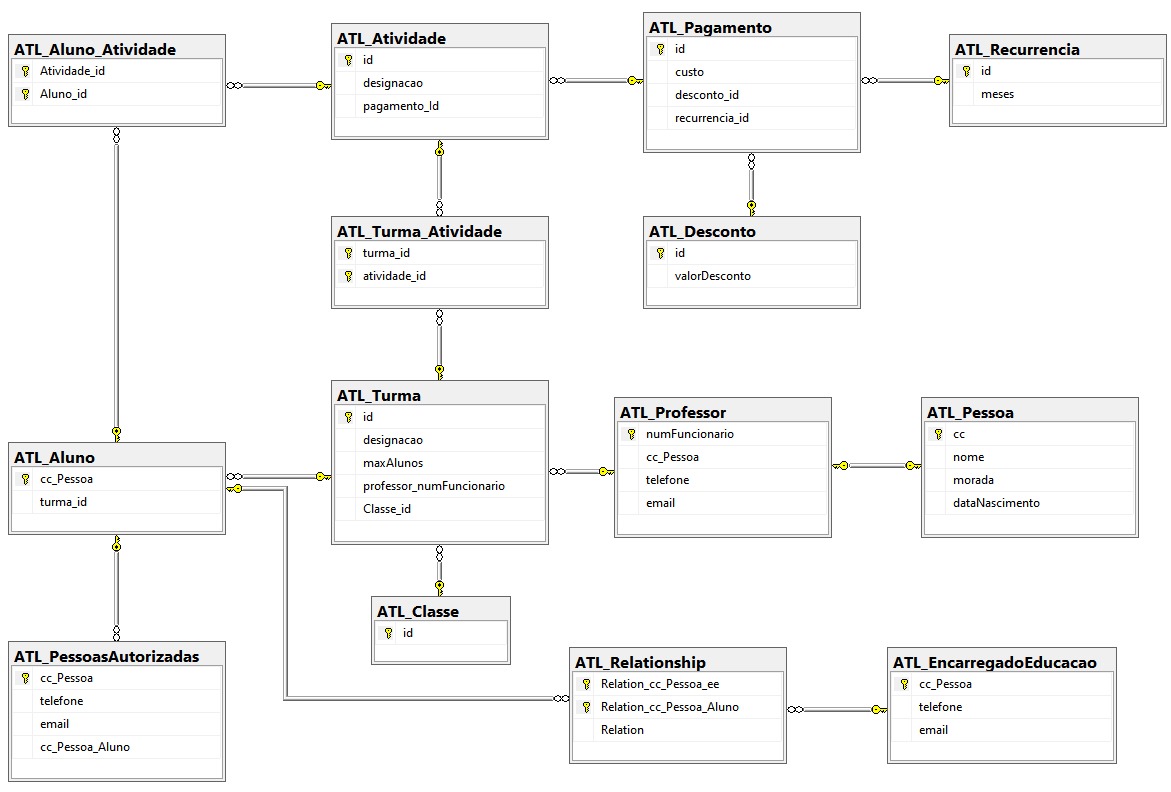 ATL_Aluno_Atividade
Atividade_id
Aluno_id
ATL_Atividade
id
designacao
pagamento_Id
ATL_Pagamento
id
custo
desconto_id
recurrencia_id
ATL_Recurrencia
id
meses
ATL_Turma_Atividade
turma_id
atividade_id
ATL_Desconto
id
valorDesconto
ATL_Aluno
cc_Pessoa
turma_id
ATL_Turma
id
designacao
maxAlunos
professor_numFuncionario
Classe_id
ATL_Professor
numFuncionario
cc_Pessoa
telefone
email
ATL_Pessoa
cc
nome
morada
dataNascimento
ATL_Classe
id
ATL_PessoasAutorizadas
cc_Pessoa
telefone
email
cc_Pessoa_Aluno
ATL_Relationship
Relation_cc_Pessoa_ee
Relation_cc_Pessoa_Aluno
Relation
ATL_EncarregadoEducacao
cc_Pessoa
telefone
email